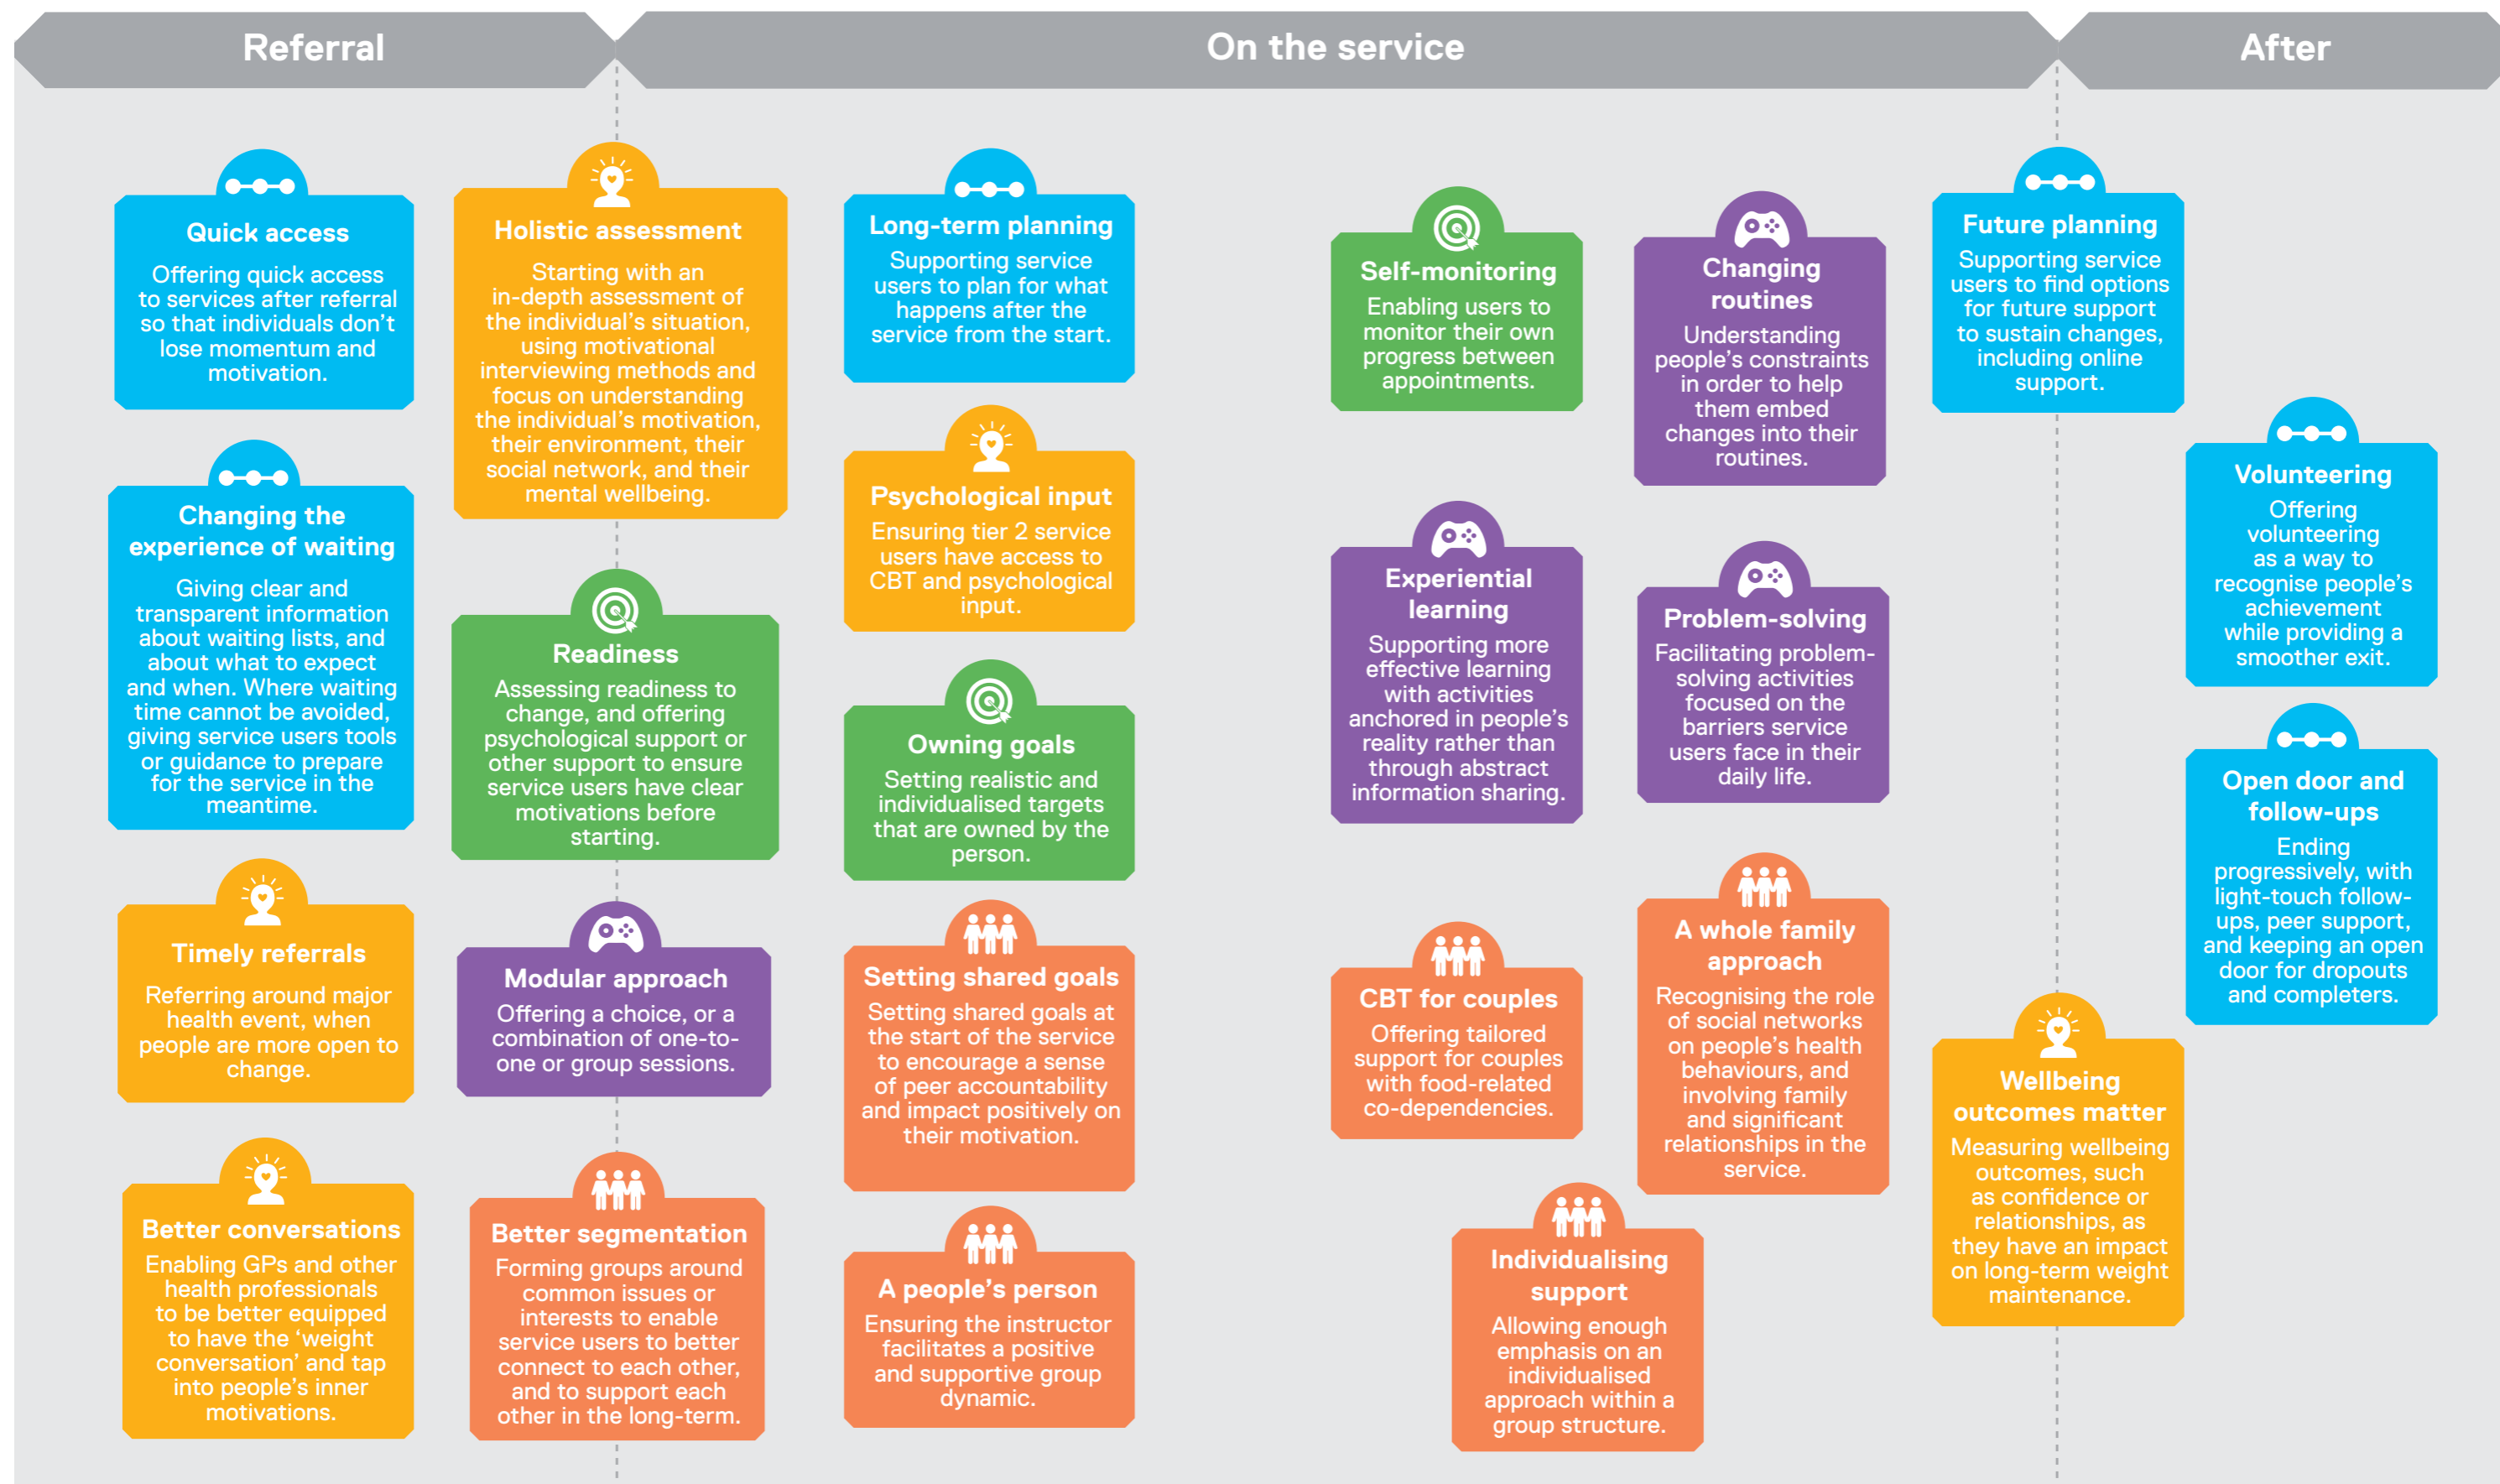 Referral
On the service
After
Quick access
Offering quick access
to services after referral
so that individuals don’t
lose momentum and
motivation.
Changing the
experience of waiting
Giving clear and
transparent information
about waiting lists, and
about what to expect
and when. Where waiting
time cannot be avoided,
giving service users tools
or guidance to prepare
for the service in the
meantime.
Timely referrals
Referring around major
health event, when
people are more open to
change.
Better conversations
Enabling GPs and other
health professionals
to be better equipped
to have the ‘weight
conversation’ and tap
into people’s inner
motivations.
Holistic assessment
Starting with an
in-depth assessment of
the individual’s situation,
using motivational
interviewing methods and
focus on understanding
the individual’s motivation,
their environment, their
social network, and their
mental wellbeing.
Readiness
Assessing readiness to
change, and offering
psychological support or
other support to ensure
service users have clear
motivations before
starting.
Modular approach
Offering a choice, or a
combination of one-to-
one or group sessions.
Better segmentation
Forming groups around
common issues or
interests to enable
service users to better
connect to each other,
and to support each
other in the long-term.
Long-term planning
Supporting service
users to plan for what
happens after the
service from the start.
Psychological input
Ensuring tier 2 service
users have access to
CBT and psychological
input.
Owning goals
Setting realistic and
individualised targets
that are owned by the
person.
Setting shared goals
Setting shared goals at
the start of the service
to encourage a sense
of peer accountability
and impact positively on
their motivation.
A people’s person
Ensuring the instructor
facilitates a positive
and supportive group
dynamic.
Self-monitoring
Enabling users to
monitor their own
progress between
appointments.
Experiential
learning
Supporting more
effective learning
with activities
anchored in people’s
reality rather than
through abstract
information sharing.
CBT for couples
Offering tailored
support for couples
with food-related
co-dependencies.
Individualising
support
Allowing enough
emphasis on an
individualised
approach within a
group structure.
Changing
routines
Understanding
people’s constraints
in order to help
them embed
changes into their
routines.
Problem-solving
Facilitating problem-
solving activities
focused on the
barriers service
users face in their
daily life.
A whole family
approach
Recognising the role
of social networks
on people’s health
behaviours, and
involving family
and significant
relationships in the
service.
Future planning
Supporting service
users to find options
for future support
to sustain changes,
including online
support.
Wellbeing
outcomes matter
Measuring wellbeing
outcomes, such
as confidence or
relationships, as
they have an impact
on long-term weight
maintenance.
Volunteering
Offering
volunteering
as a way to
recognise people’s
achievement
while providing a
smoother exit.
Open door and
follow-ups
Ending
progressively, with
light-touch follow-
ups, peer support,
and keeping an open
door for dropouts
and completers.